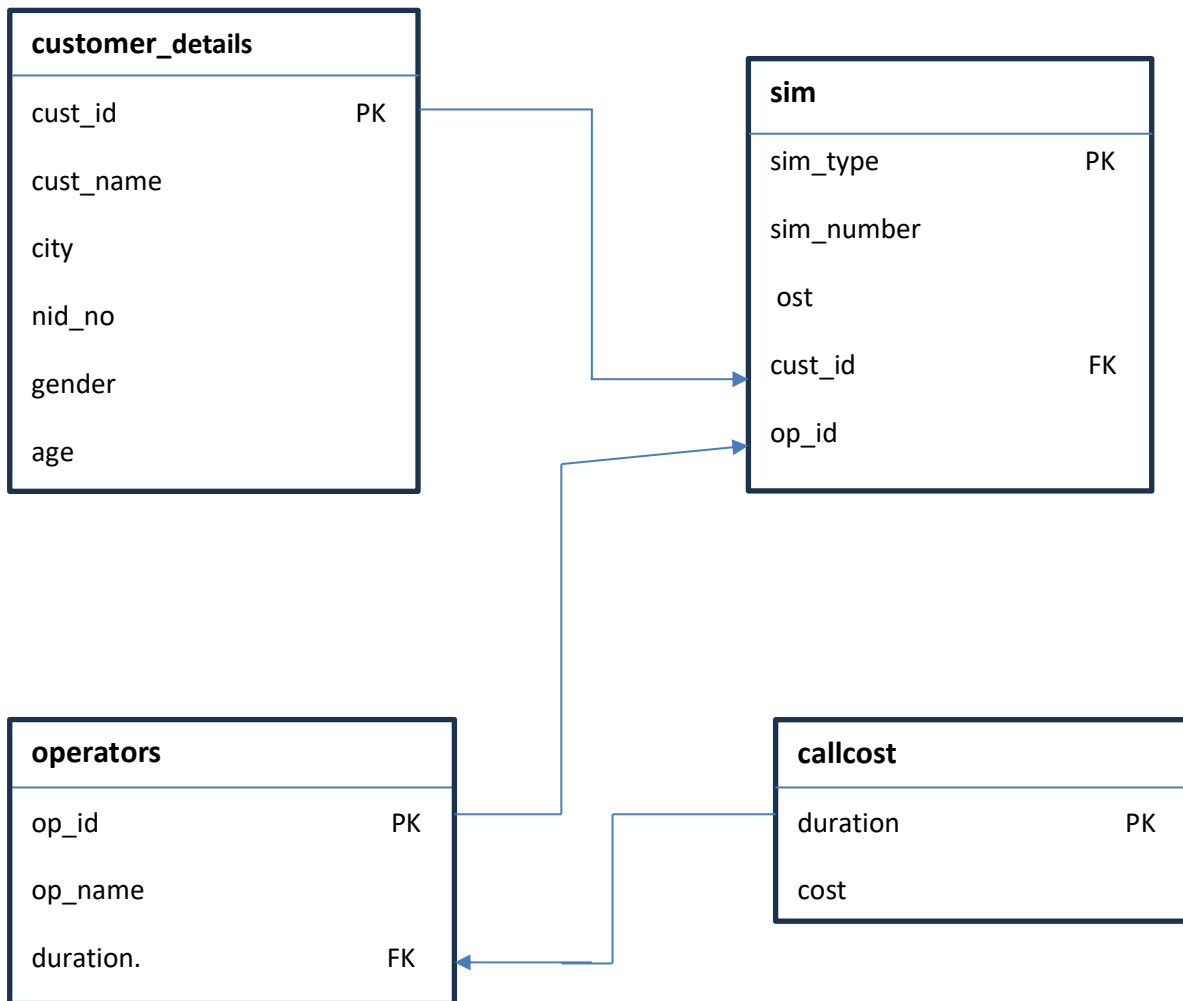 customer_details
cust_id PK
cust_name
city
nid_no
gender
age
sim
sim_type PK
sim_number
ost
cust_id FK
op_id
operators
op_id PK
op_name
duration. FK
callcost
duration PK
cost